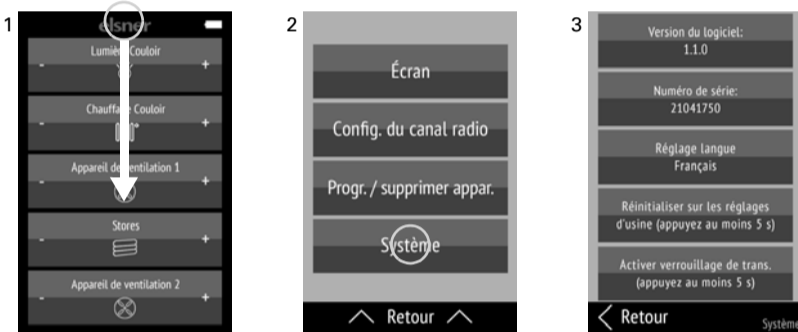 1
elsner
Lumière Couloir
- +
Chauffage Couloir
- +
Appareil de ventilation 1
- +
Stores
- +
Appareil de ventilation 2
- +
2
Écran
Config. du canal radio
Progr. / supprimer appar.
Système
Retour
3
Version du logiciel:
1.1.0
Numéro de série:
21041750
Réglage langue
Français
Réinitialiser sur les réglages
d'usine (appuyez au moins 5 s)
Activer verrouillage de trans.
(appuyez au moins 5 s)
Retour
Système